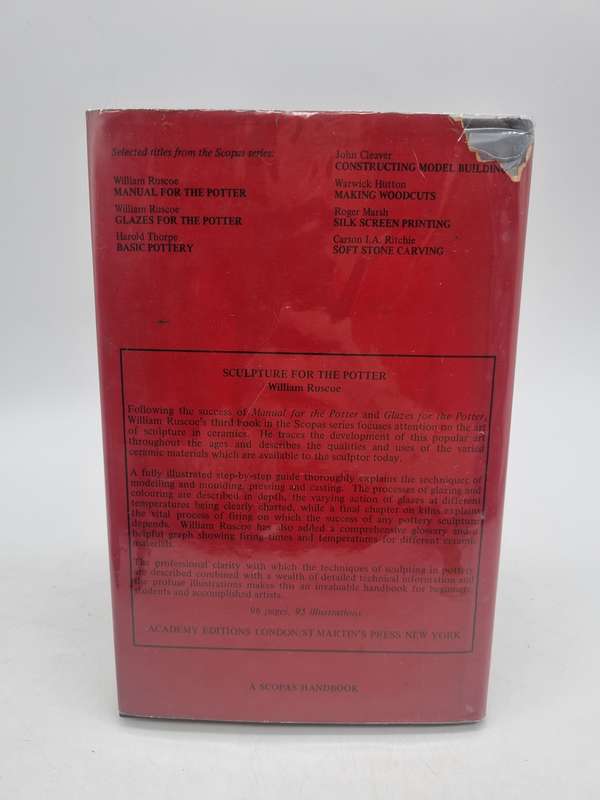 Selected titles from the Scopas series:
William Ruscoe
MANUAL FOR THE POTTER
William Ruscoe
GLAZES FOR THE POTTER
Harold Thorpe
BASIC POTTERY
John Cleaver
CONSTRUCTING MODEL BUILDING
Warwick Hutton
MAKING WOODCUTS
Roger Marsh
SILK SCREEN PRINTING
Carson I.A. Ritchie
SOFT STONE CARVING
SCULPTURE FOR THE POTTER
William Ruscoe
Following the success of Manual for the Potter and Glazes for the Potter,
William Ruscoe's third book in the Scopas series focuses attention on the art
of sculpture in ceramics. He traces the development of this popular art
throughout the ages and describes the qualities and uses of the varied
ceramic materials which are available to the sculptor today.
A fully illustrated step-by-step guide thoroughly explains the techniques of
modelling and moulding, pressing and casting. The processes of glazing and
colouring are described in depth, the varying action of glazes at different
temperatures being clearly charted, while a final chapter on kilns explains
the vital process of firing on which the success of any pottery sculpture
depends. William Ruscoe has also added a comprehensive glossary and a
helpful graph showing firing times and temperatures for different ceramic
materials.
The professional clarity with which the techniques of sculpting in pottery
are described combined with a wealth of detailed technical information and
the profuse illustrations makes this an invaluable handbook for beginners,
students and accomplished artists.
96 pages, 95 illustrations
ACADEMY EDITIONS LONDON/ST MARTIN'S PRESS NEW YORK
A SCOPAS HANDBOOK